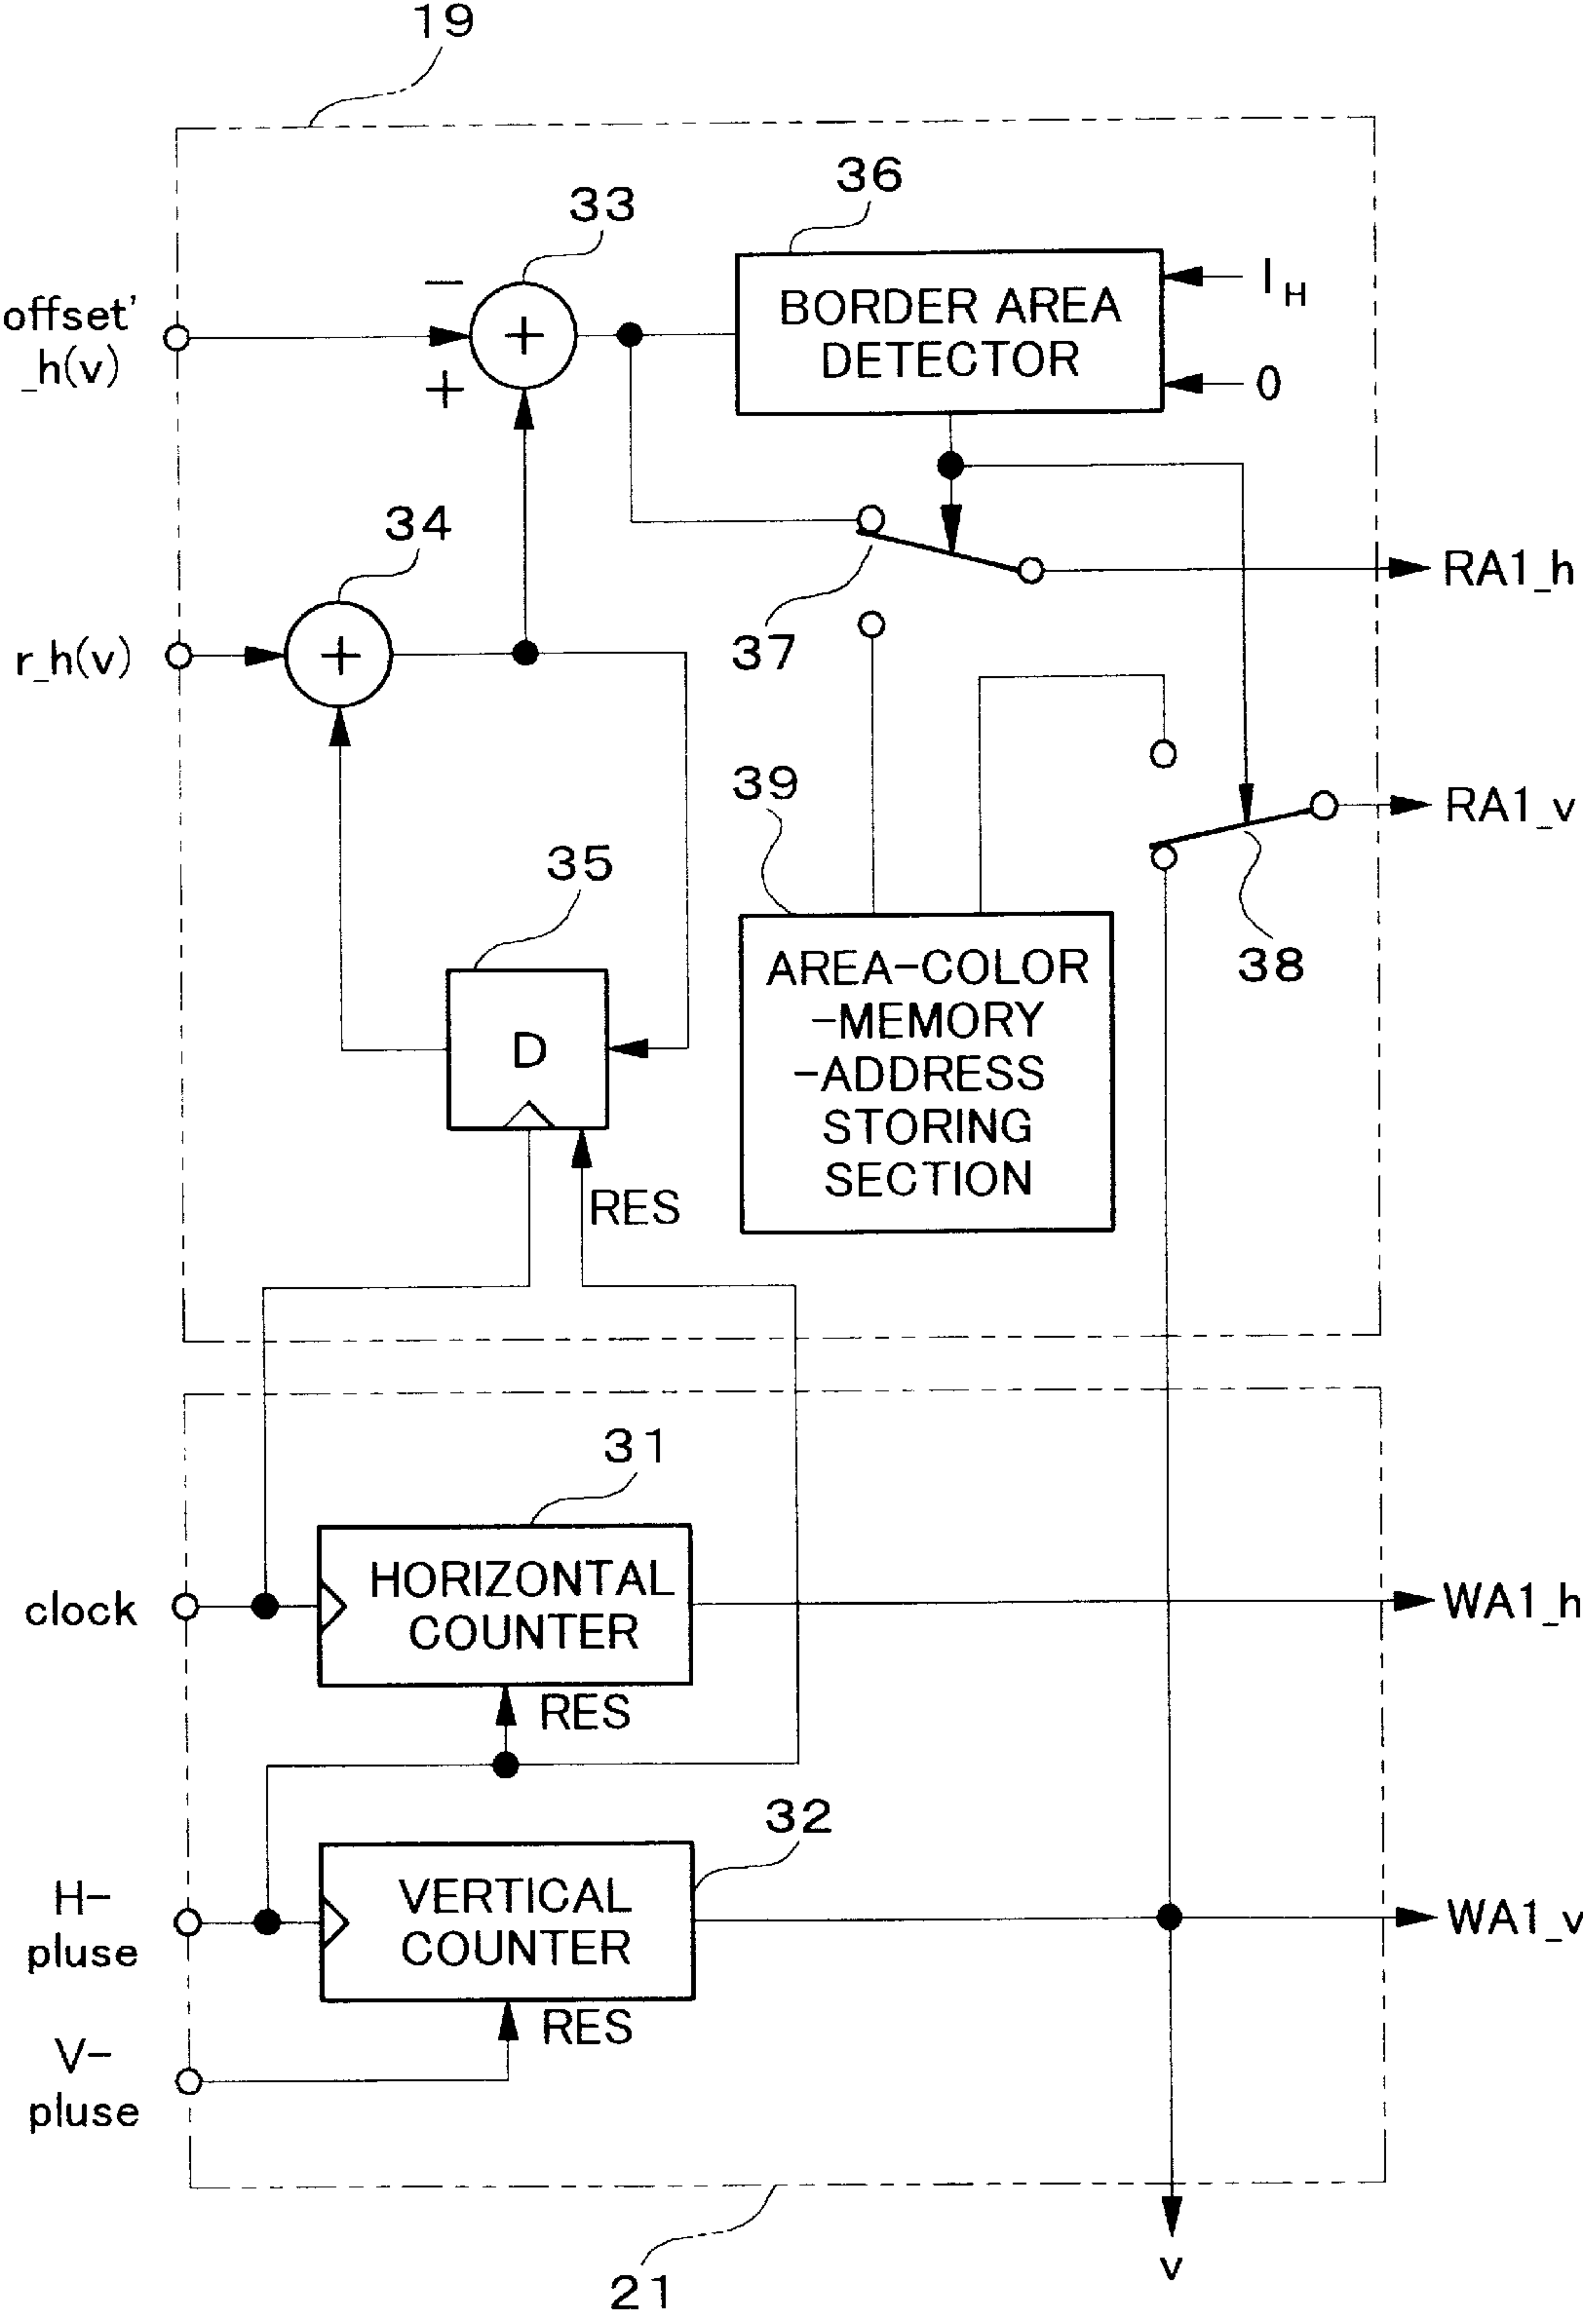 19
33
36
offset'
_h(v)
−
+
+
BORDER AREA
DETECTOR
I_H
0
34
r_h(v)
+
37
RA1_h
39
RA1_v
35
38
D
AREA-COLOR
-MEMORY
-ADDRESS
STORING
SECTION
RES
31
clock
HORIZONTAL
COUNTER
WA1_h
RES
32
H-
pluse
VERTICAL
COUNTER
WA1_v
RES
V-
pluse
21
v